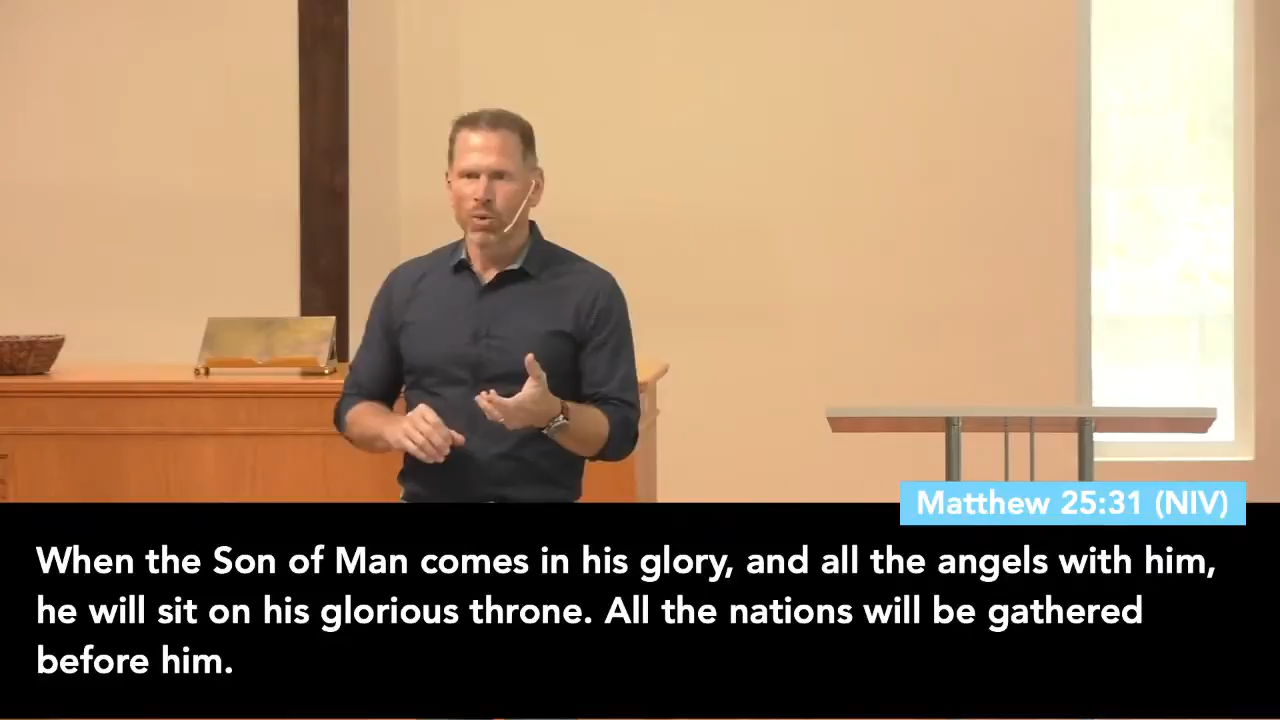 Matthew 25:31 (NIV)
When the Son of Man comes in his glory, and all the angels with him,
he will sit on his glorious throne. All the nations will be gathered
before him.